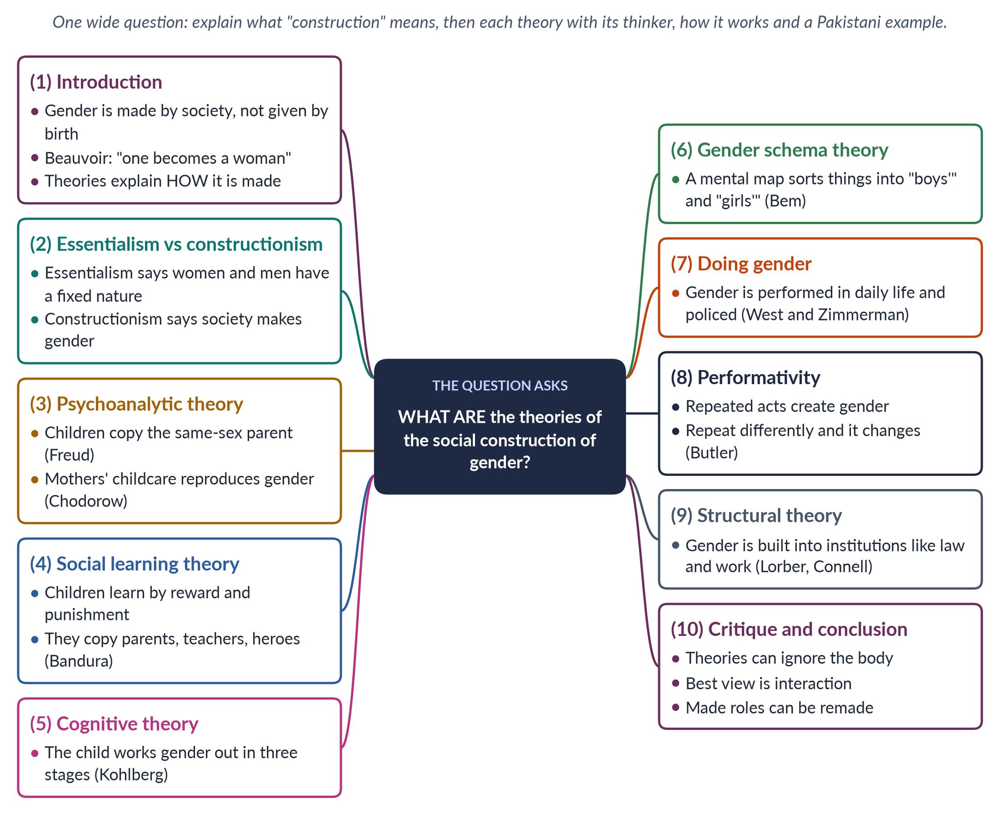 One wide question: explain what "construction" means, then each theory with its thinker, how it works and a Pakistani example.
(1) Introduction
● Gender is made by society, not given by
birth
● Beauvoir: "one becomes a woman"
● Theories explain HOW it is made
(2) Essentialism vs constructionism
● Essentialism says women and men have
a fixed nature
● Constructionism says society makes
gender
(3) Psychoanalytic theory
● Children copy the same-sex parent
(Freud)
● Mothers' childcare reproduces gender
(Chodorow)
(4) Social learning theory
● Children learn by reward and
punishment
● They copy parents, teachers, heroes
(Bandura)
(5) Cognitive theory
● The child works gender out in three
stages (Kohlberg)
THE QUESTION ASKS
WHAT ARE the theories of
the social construction of
gender?
(6) Gender schema theory
● A mental map sorts things into "boys'"
and "girls'" (Bem)
(7) Doing gender
● Gender is performed in daily life and
policed (West and Zimmerman)
(8) Performativity
● Repeated acts create gender
● Repeat differently and it changes
(Butler)
(9) Structural theory
● Gender is built into institutions like law
and work (Lorber, Connell)
(10) Critique and conclusion
● Theories can ignore the body
● Best view is interaction
● Made roles can be remade